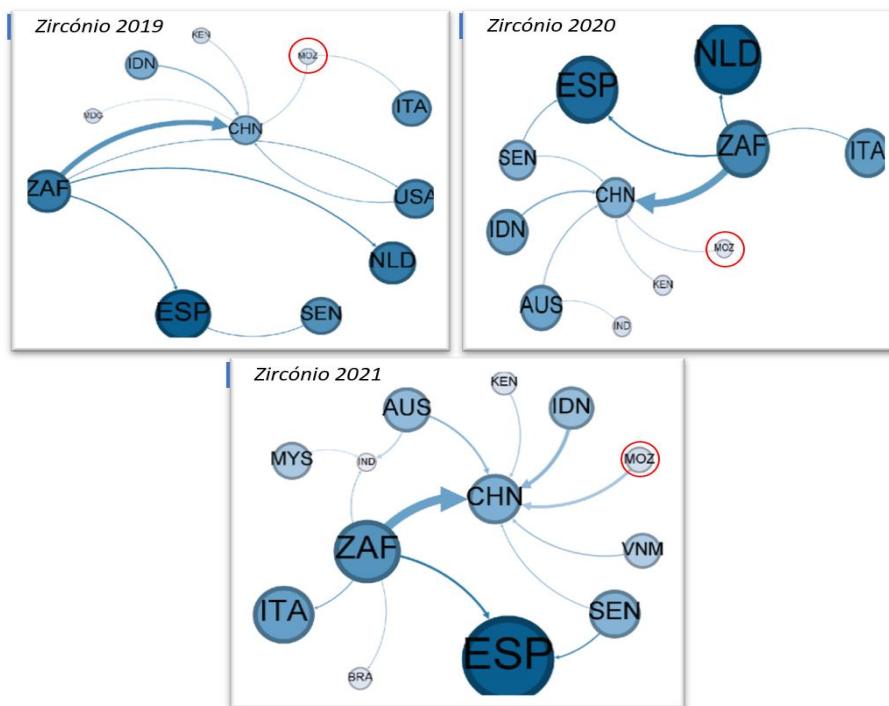 Zircónio 2019
KEN
MOZ
IDN
ITA
MDG
CHN
ZAF
USA
NLD
ESP
SEN
Zircónio 2020
NLD
ESP
ZAF
SEN
ITA
CHN
IDN
MOZ
KEN
AUS
IND
Zircónio 2021
KEN
AUS
IDN
MYS
IND
MOZ
CHN
ZAF
VNM
ITA
SEN
ESP
BRA